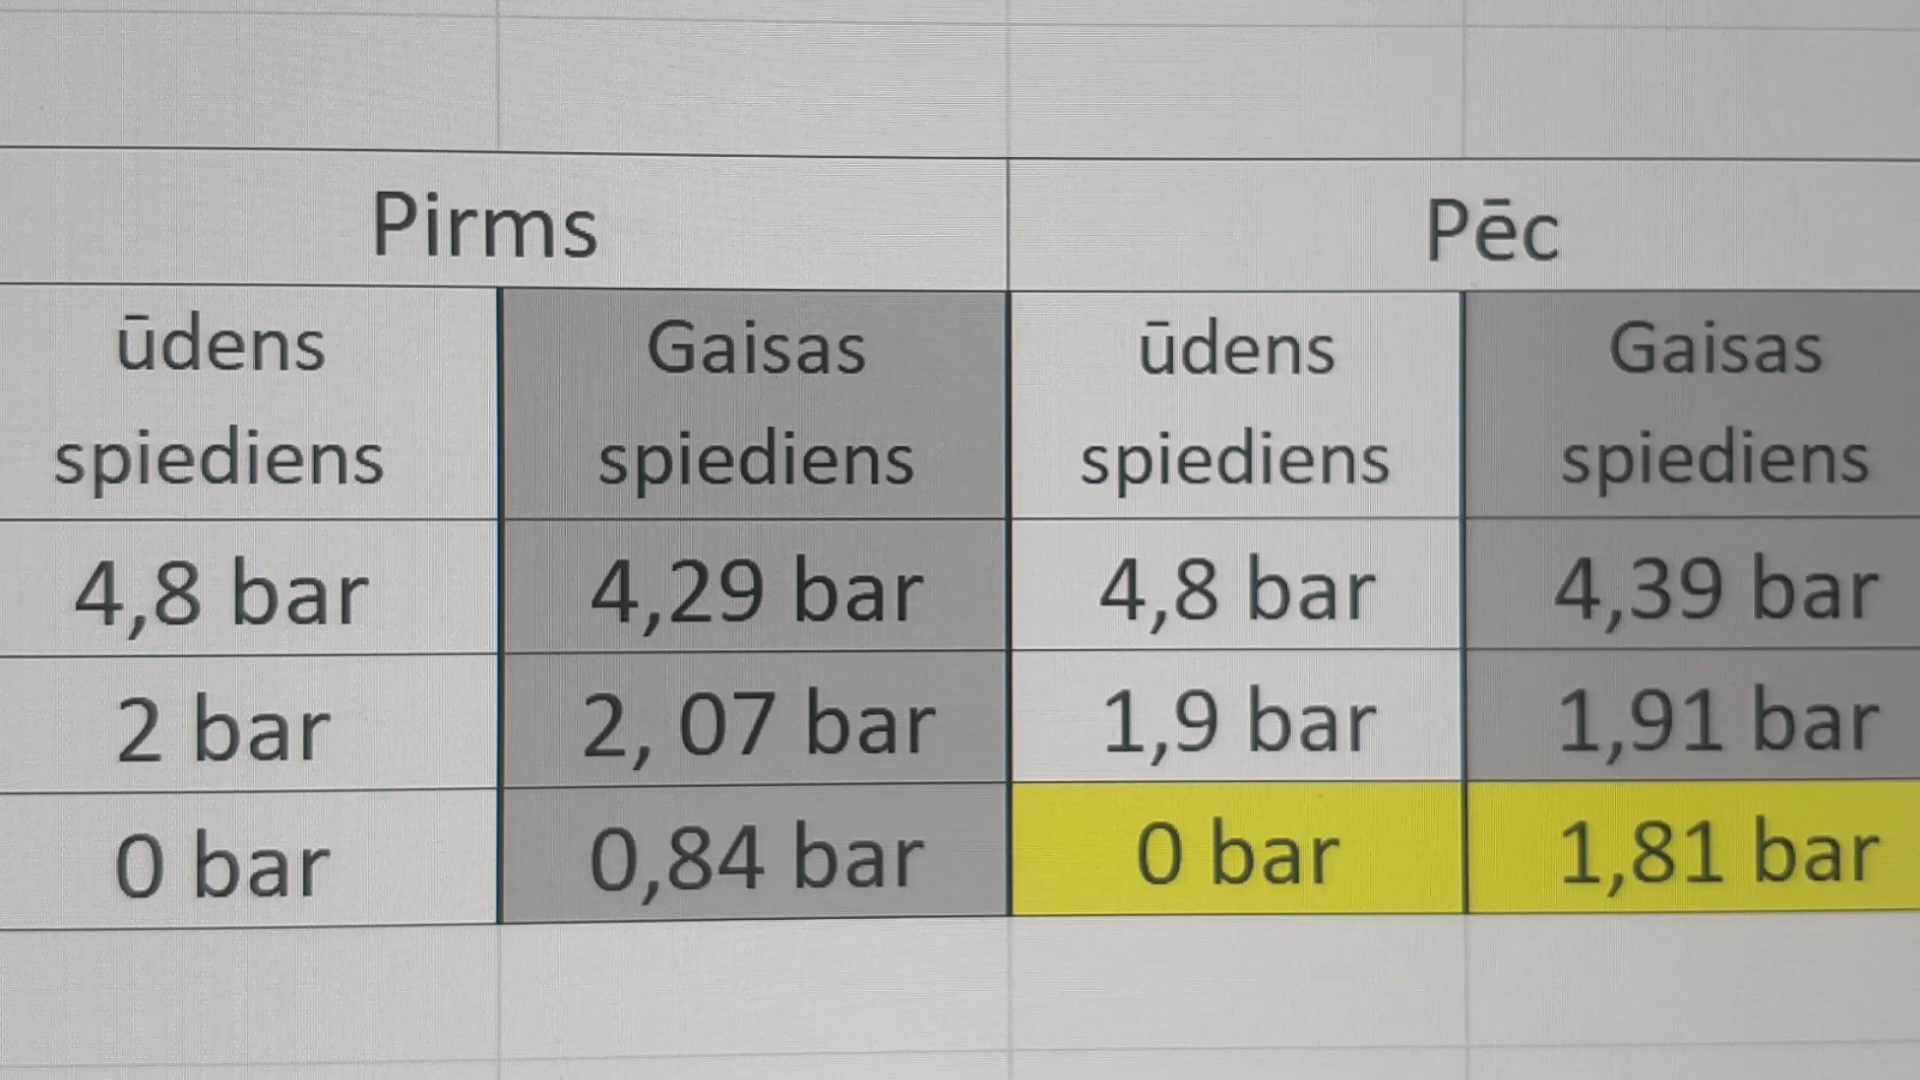 Pirms Pēc
ūdens spiediens Gaisas spiediens ūdens spiediens Gaisas spiediens
4,8 bar 4,29 bar 4,8 bar 4,39 bar
2 bar 2, 07 bar 1,9 bar 1,91 bar
0 bar 0,84 bar 0 bar 1,81 bar